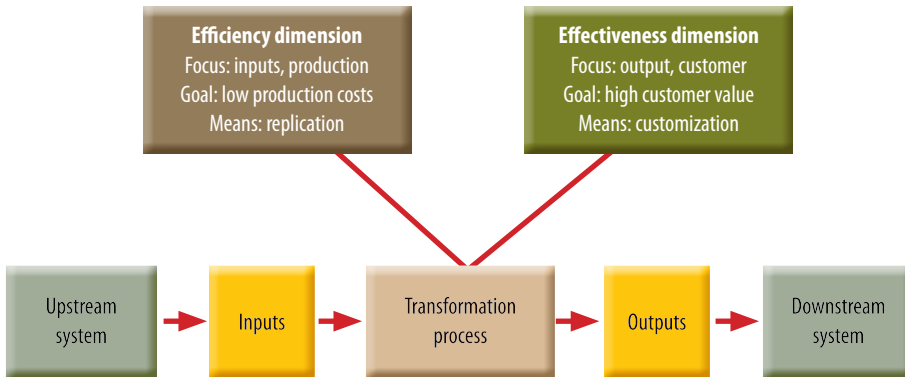 Efficiency dimension
Focus: inputs, production
Goal: low production costs
Means: replication
Effectiveness dimension
Focus: output, customer
Goal: high customer value
Means: customization
Upstream
system
Inputs
Transformation
process
Outputs
Downstream
system